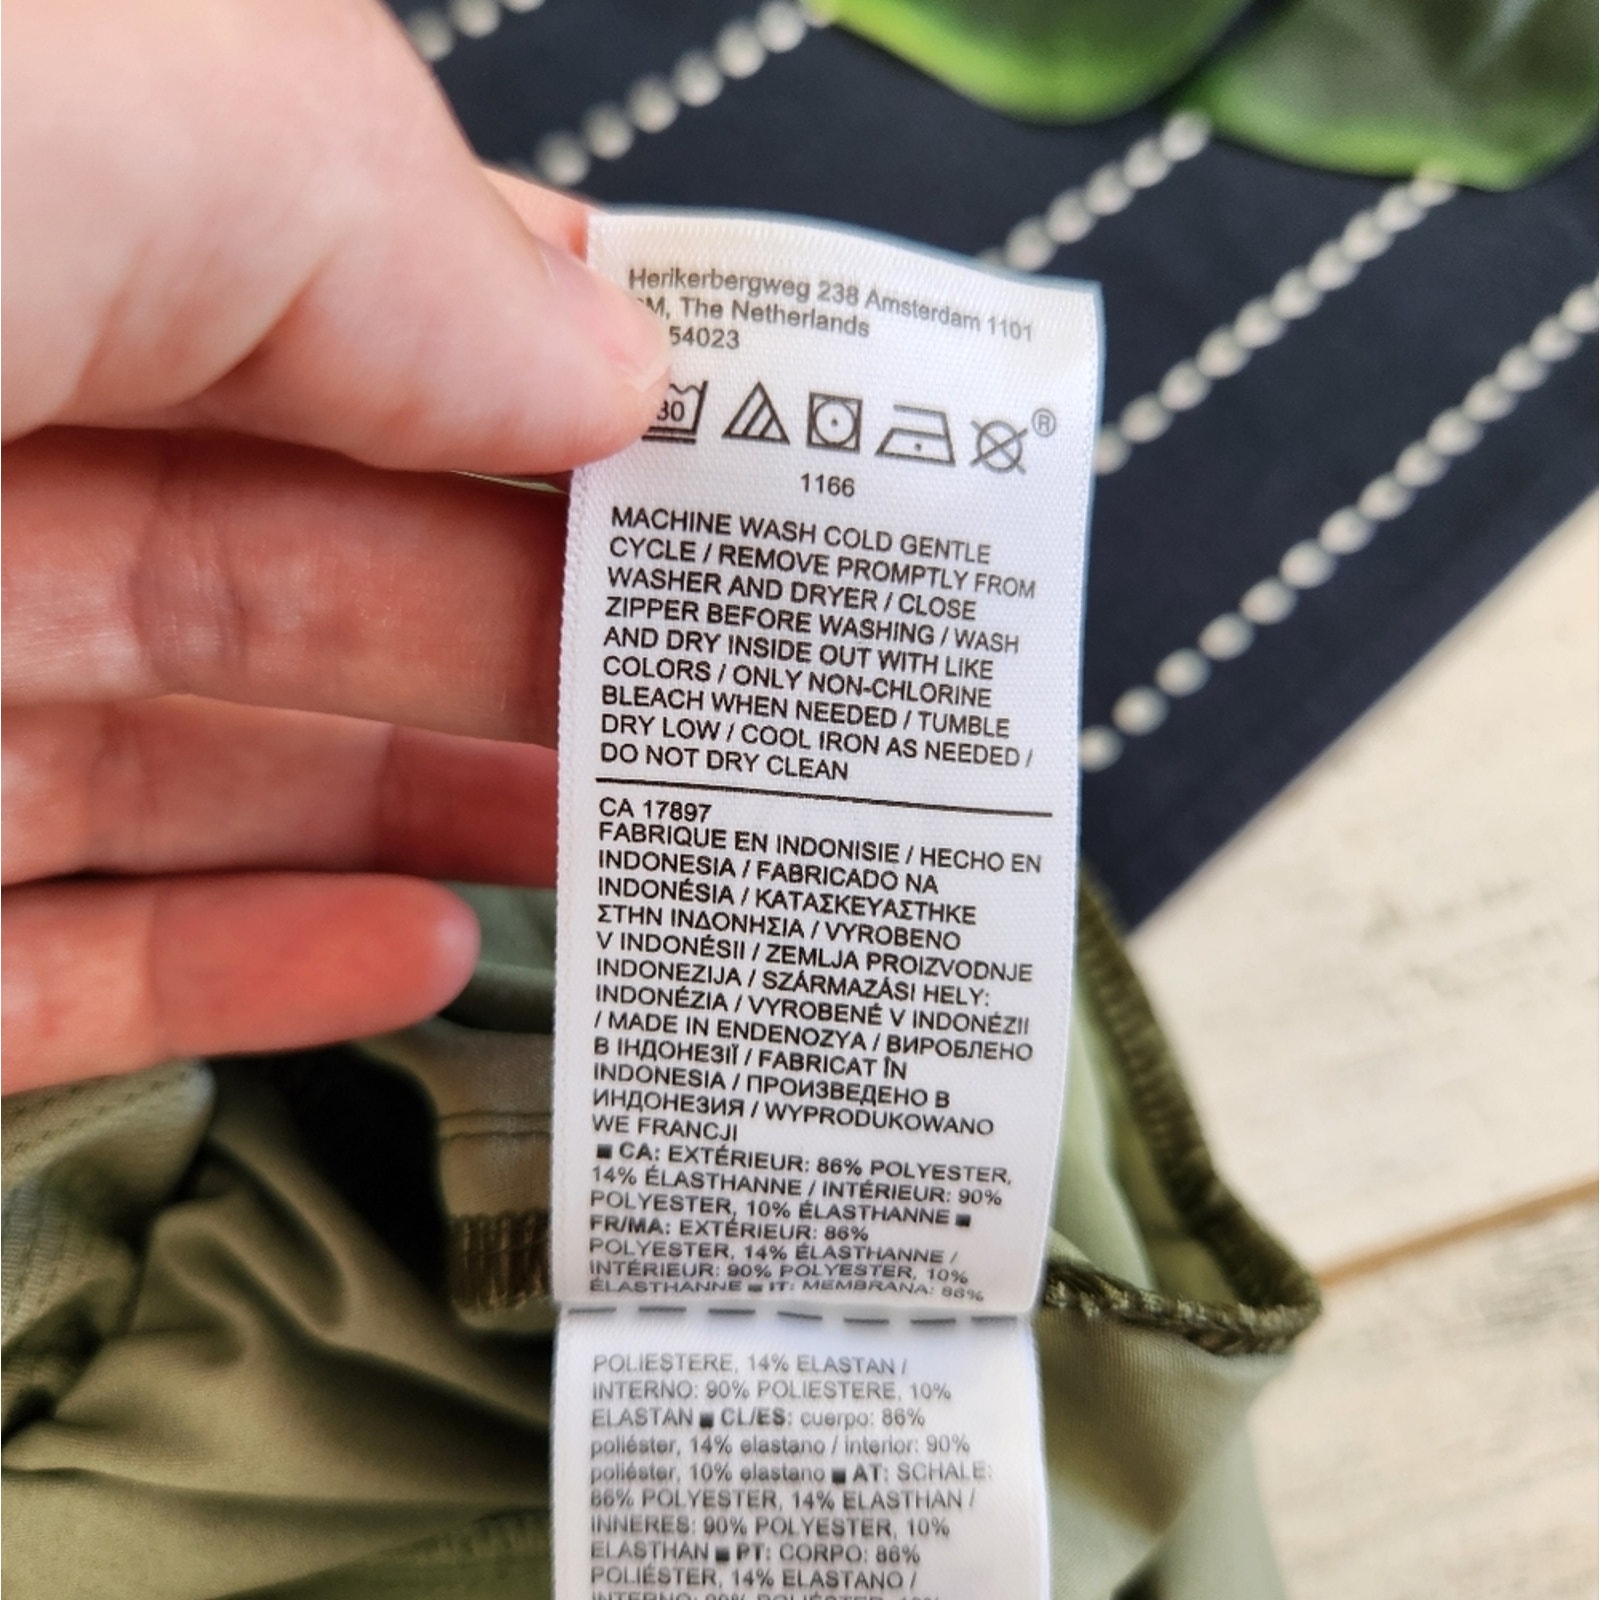 Herikerbergweg 238 Amsterdam 1101
The Netherlands
54023
30
®
1166
MACHINE WASH COLD GENTLE
CYCLE / REMOVE PROMPTLY FROM
WASHER AND DRYER / CLOSE
ZIPPER BEFORE WASHING / WASH
AND DRY INSIDE OUT WITH LIKE
COLORS / ONLY NON-CHLORINE
BLEACH WHEN NEEDED / TUMBLE
DRY LOW / COOL IRON AS NEEDED /
DO NOT DRY CLEAN
CA 17897
FABRIQUE EN INDONISIE / HECHO EN
INDONESIA / FABRICADO NA
INDONÉSIA / ΚΑΤΑΣΚΕΥΑΣΤΗΚΕ
ΣΤΗΝ ΙΝΔΟΝΗΣΙΑ / VYROBENO
V INDONÉSII / ZEMLJA PROIZVODNJE
INDONEZIJA / SZÁRMAZÁSI HELY:
INDONÉZIA / VYROBENÉ V INDONÉZII
/ MADE IN ENDENOZYA / ВИРОБЛЕНО
В ІНДОНЕЗІЇ / FABRICAT ÎN
INDONESIA / ПРОИЗВЕДЕНО В
ИНДОНЕЗИЯ / WYPRODUKOWANO
WE FRANCJI
■ CA: EXTÉRIEUR: 86% POLYESTER,
14% ÉLASTHANNE / INTÉRIEUR: 90%
POLYESTER, 10% ÉLASTHANNE ■
FR/MA: EXTÉRIEUR: 86%
POLYESTER, 14% ÉLASTHANNE /
INTÉRIEUR: 90% POLYESTER, 10%
ÉLASTHANNE ■ IT: MEMBRANA: 86%
POLIESTERE, 14% ELASTAN /
INTERNO: 90% POLIESTERE, 10%
ELASTAN ■ CL/ES: cuerpo: 86%
poliéster, 14% elastano / interior: 90%
poliéster, 10% elastano ■ AT: SCHALE:
86% POLYESTER, 14% ELASTHAN /
INNERES: 90% POLYESTER, 10%
ELASTHAN ■ PT: CORPO: 86%
POLIÉSTER, 14% ELASTANO /